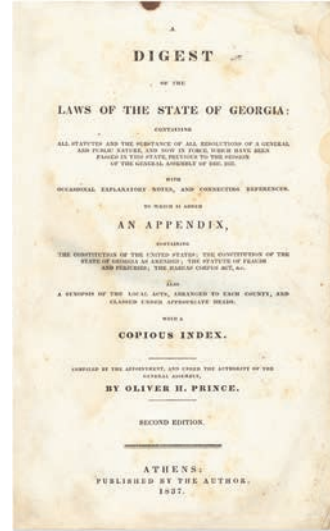 A
DIGEST
OF THE
LAWS OF THE STATE OF GEORGIA:
CONTAINING
ALL STATUTES AND THE SUBSTANCE OF ALL RESOLUTIONS OF A GENERAL
AND PUBLIC NATURE, AND NOW IN FORCE, WHICH HAVE BEEN
PASSED IN THIS STATE, PREVIOUS TO THE SESSION
OF THE GENERAL ASSEMBLY OF DEC. 1837.
WITH
OCCASIONAL EXPLANATORY NOTES, AND CONNECTING REFERENCES.
TO WHICH IS ADDED
AN APPENDIX,
CONTAINING
THE CONSTITUTION OF THE UNITED STATES; THE CONSTITUTION OF THE
STATE OF GEORGIA AS AMENDED; THE STATUTE OF FRAUDS
AND PERJURIES; THE HABEAS CORPUS ACT, &c.
ALSO
A SYNOPSIS OF THE LOCAL ACTS, ARRANGED TO EACH COUNTY, AND
CLASSED UNDER APPROPRIATE HEADS.
WITH A
COPIOUS INDEX.
COMPILED BY THE APPOINTMENT, AND UNDER THE AUTHORITY OF THE
GENERAL ASSEMBLY,
BY OLIVER H. PRINCE.
SECOND EDITION.
ATHENS:
PUBLISHED BY THE AUTHOR.
1837.